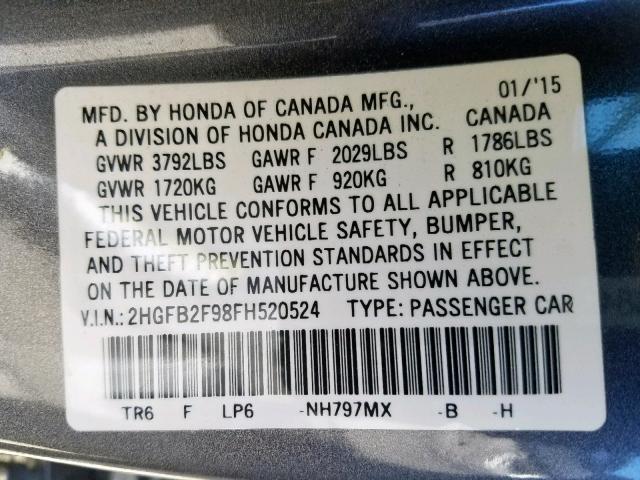 MFD. BY HONDA OF CANADA MFG., 01/'15
A DIVISION OF HONDA CANADA INC. CANADA
GVWR 3792LBS GAWR F 2029LBS R 1786LBS
GVWR 1720KG GAWR F 920KG R 810KG
THIS VEHICLE CONFORMS TO ALL APPLICABLE
FEDERAL MOTOR VEHICLE SAFETY, BUMPER,
AND THEFT PREVENTION STANDARDS IN EFFECT
ON THE DATE OF MANUFACTURE SHOWN ABOVE.
V.I.N.: 2HGFB2F98FH520524 TYPE: PASSENGER CAR
TR6 F LP6 -NH797MX -B -H